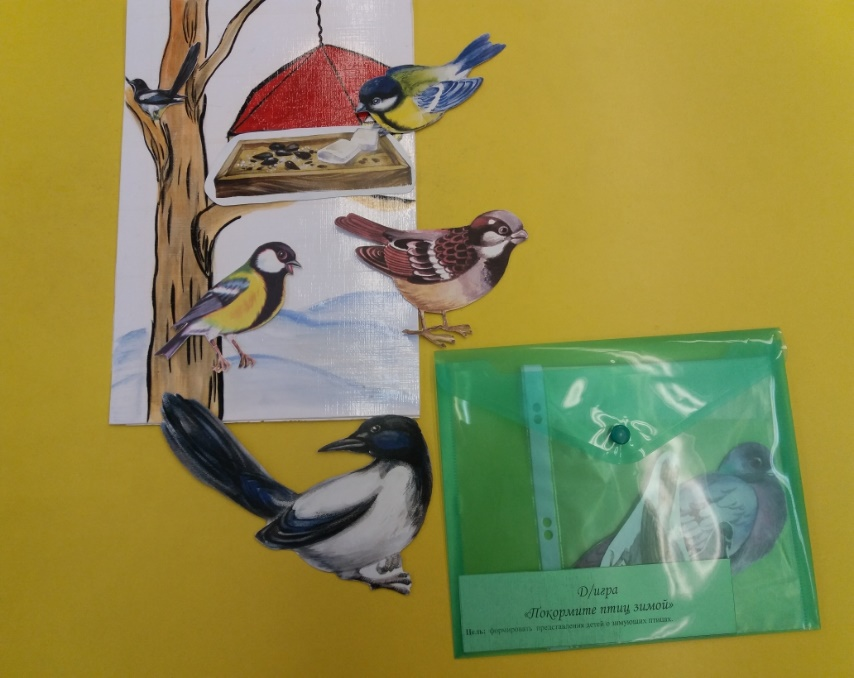 Д/игра
«Покормите птиц зимой»
Цель: формировать представления детей о зимующих птицах.